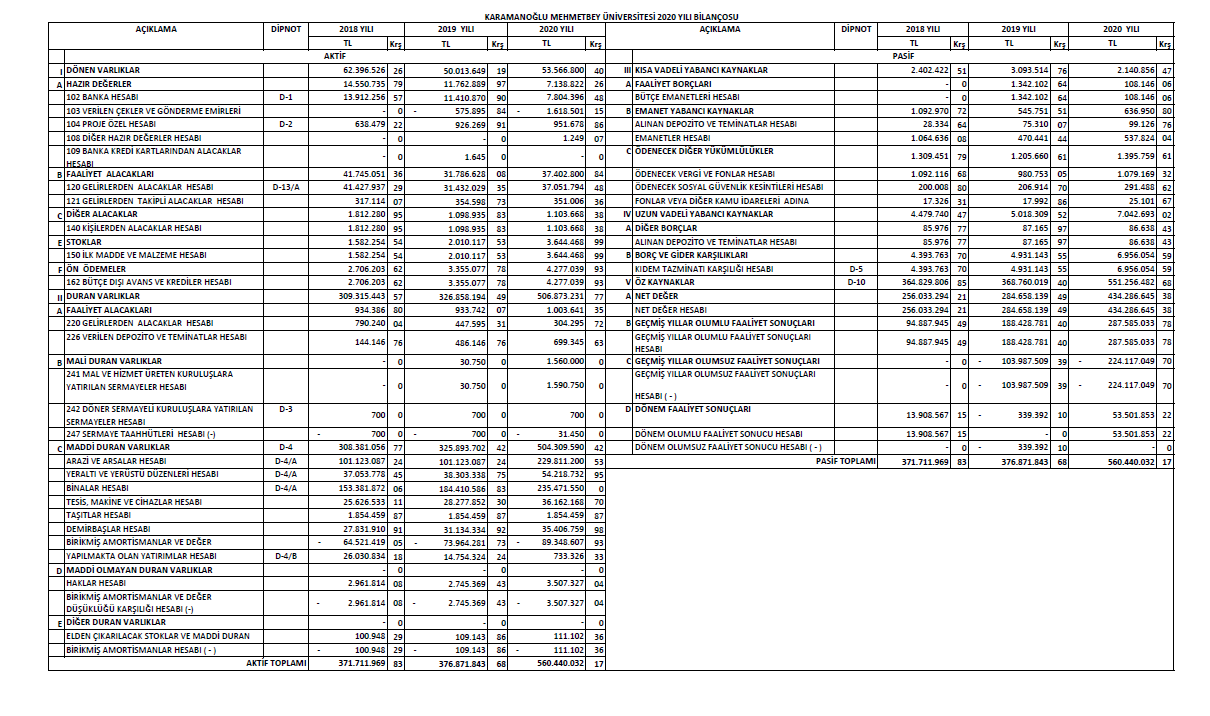 KARAMANOĞLU MEHMETBEY ÜNİVERSİTESİ 2020 YILI BİLANÇOSU
AÇIKLAMA DİPNOT 2018 YILI 2019 YILI 2020 YILI
TL Krş TL Krş TL Krş
AKTİF
I DÖNEN VARLIKLAR 62.396.526 26 50.013.649 19 53.566.800 40
A HAZIR DEĞERLER 14.550.735 79 11.762.889 97 7.138.822 26
102 BANKA HESABI D-1 13.912.256 57 11.410.870 90 7.804.396 48
103 VERİLEN ÇEKLER VE GÖNDERME EMİRLERİ - 0 - 575.895 84 - 1.618.501 15
104 PROJE ÖZEL HESABI D-2 638.479 22 926.269 91 951.678 86
108 DİĞER HAZIR DEĞERLER HESABI - 0 - 0 1.249 07
109 BANKA KREDİ KARTLARINDAN ALACAKLAR
HESABI - 0 1.645 0 - 0
B FAALİYET ALACAKLARI 41.745.051 36 31.786.628 08 37.402.800 84
120 GELİRLERDEN ALACAKLAR HESABI D-13/A 41.427.937 29 31.432.029 35 37.051.794 48
121 GELİRLERDEN TAKİPLİ ALACAKLAR HESABI 317.114 07 354.598 73 351.006 36
C DİĞER ALACAKLAR 1.812.280 95 1.098.939 83 1.103.668 38
140 KİŞİLERDEN ALACAKLAR HESABI 1.812.280 95 1.098.939 83 1.103.668 38
E STOKLAR 1.582.254 54 2.010.117 53 3.644.468 99
150 İLK MADDE VE MALZEME HESABI 1.582.254 54 2.010.117 53 3.644.468 99
F ÖN ÖDEMELER 2.706.203 62 3.355.077 78 4.277.039 93
162 BÜTÇE DIŞI AVANS VE KREDİLER HESABI 2.706.203 62 3.355.077 78 4.277.039 93
II DURAN VARLIKLAR 309.315.443 57 326.858.194 49 506.873.231 77
A FAALİYET ALACAKLARI 934.386 80 933.742 07 1.003.641 35
220 GELİRLERDEN ALACAKLAR HESABI 790.240 04 447.595 31 304.295 72
226 VERİLEN DEPOZİTO VE TEMİNATLAR HESABI 144.146 76 486.146 76 699.345 63
B MALİ DURAN VARLIKLAR - 0 30.750 0 1.560.000 0
241 MAL VE HİZMET ÜRETEN KURULUŞLARA
YATIRILAN SERMAYELER HESABI - 0 30.750 0 1.590.750 0
242 DÖNER SERMAYELİ KURULUŞLARA YATIRILAN
SERMAYELER HESABI D-3 700 0 700 0 700 0
247 SERMAYE TAAHHÜTLERİ HESABI (-) - 700 0 - 700 0 - 31.450 0
C MADDİ DURAN VARLIKLAR D-4 308.381.056 77 325.893.702 42 504.309.590 42
ARAZİ VE ARSALAR HESABI D-4/A 101.123.087 24 101.123.087 24 229.811.200 53
YERALTI VE YERÜSTÜ DÜZENLERİ HESABI D-4/A 37.053.778 45 38.303.338 75 54.218.732 95
BİNALAR HESABI D-4/A 153.381.872 06 184.410.586 83 235.471.550 0
TESİS, MAKİNE VE CİHAZLAR HESABI 25.626.533 11 28.277.852 30 36.162.168 70
TAŞITLAR HESABI 1.854.459 87 1.854.459 87 1.854.459 87
DEMİRBAŞLAR HESABI 27.831.910 91 31.134.334 92 35.406.759 98
BİRİKMİŞ AMORTİSMANLAR VE DEĞER - 64.521.419 05 - 73.964.281 73 - 89.348.607 93
YAPILMAKTA OLAN YATIRIMLAR HESABI D-4/B 26.030.834 18 14.754.324 24 733.326 33
D MADDİ OLMAYAN DURAN VARLIKLAR - 0 - 0 - 0
HAKLAR HESABI 2.961.814 08 2.745.369 43 3.507.327 04
BİRİKMİŞ AMORTİSMANLAR VE DEĞER
DÜŞÜKLÜĞÜ KARŞILIĞI HESABI (-) - 2.961.814 08 - 2.745.369 43 - 3.507.327 04
E DİĞER DURAN VARLIKLAR - 0 - 0 - 0
ELDEN ÇIKARILACAK STOKLAR VE MADDİ DURAN 100.948 29 109.143 86 111.102 36
BİRİKMİŞ AMORTİSMANLAR HESABI ( - ) - 100.948 29 - 109.143 86 - 111.102 36
AKTİF TOPLAMI 371.711.969 83 376.871.843 68 560.440.032 17
AÇIKLAMA DİPNOT 2018 YILI 2019 YILI 2020 YILI
TL Krş TL Krş TL Krş
PASİF
III KISA VADELİ YABANCI KAYNAKLAR 2.402.422 51 3.093.514 76 2.140.856 47
A FAALİYET BORÇLARI - 0 1.342.102 64 108.146 06
BÜTÇE EMANETLERİ HESABI - 0 1.342.102 64 108.146 06
B EMANET YABANCI KAYNAKLAR 1.092.970 72 545.751 51 636.950 80
ALINAN DEPOZİTO VE TEMİNATLAR HESABI 28.334 64 75.310 07 99.126 76
EMANETLER HESABI 1.064.636 08 470.441 44 537.824 04
C ÖDENECEK DİĞER YÜKÜMLÜLÜKLER 1.309.451 79 1.205.660 61 1.395.759 61
ÖDENECEK VERGİ VE FONLAR HESABI 1.092.116 68 980.753 05 1.079.169 32
ÖDENECEK SOSYAL GÜVENLİK KESİNTİLERİ HESABI 200.008 80 206.914 70 291.488 62
FONLAR VEYA DİĞER KAMU İDARELERİ ADINA 17.326 31 17.992 86 25.101 67
IV UZUN VADELİ YABANCI KAYNAKLAR 4.479.740 47 5.018.309 52 7.042.693 02
A DİĞER BORÇLAR 85.976 77 87.165 97 86.638 43
ALINAN DEPOZİTO VE TEMİNATLAR HESABI 85.976 77 87.165 97 86.638 43
B BORÇ VE GİDER KARŞILIKLARI 4.393.763 70 4.931.143 55 6.956.054 59
KIDEM TAZMİNATI KARŞILIĞI HESABI D-5 4.393.763 70 4.931.143 55 6.956.054 59
V ÖZ KAYNAKLAR D-10 364.829.806 85 368.760.019 40 551.256.482 68
A NET DEĞER 256.033.294 21 284.658.139 49 434.286.645 38
NET DEĞER HESABI 256.033.294 21 284.658.139 49 434.286.645 38
B GEÇMİŞ YILLAR OLUMLU FAALİYET SONUÇLARI 94.887.945 49 188.428.781 40 287.585.033 78
GEÇMİŞ YILLAR OLUMLU FAALİYET SONUÇLARI
HESABI 94.887.945 49 188.428.781 40 287.585.033 78
C GEÇMİŞ YILLAR OLUMSUZ FAALİYET SONUÇLARI - 0 - 103.987.509 39 - 224.117.049 70
GEÇMİŞ YILLAR OLUMSUZ FAALİYET SONUÇLARI
HESABI ( - ) - 0 - 103.987.509 39 - 224.117.049 70
D DÖNEM FAALİYET SONUÇLARI 13.908.567 15 - 339.392 10 53.501.853 22
DÖNEM OLUMLU FAALİYET SONUCU HESABI 13.908.567 15 - 0 53.501.853 22
DÖNEM OLUMSUZ FAALİYET SONUCU HESABI ( - ) - 0 - 339.392 10 - 0
PASİF TOPLAMI 371.711.969 83 376.871.843 68 560.440.032 17